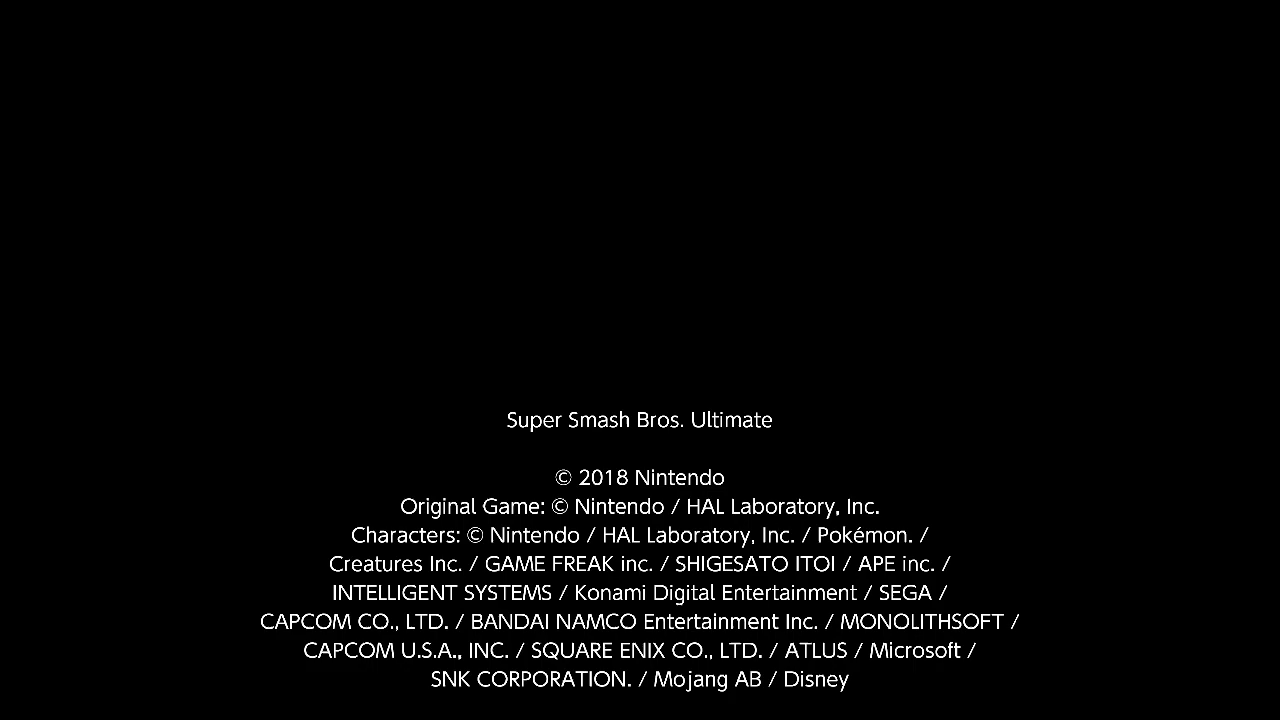 Super Smash Bros. Ultimate
© 2018 Nintendo
Original Game: © Nintendo / HAL Laboratory, Inc.
Characters: © Nintendo / HAL Laboratory, Inc. / Pokémon. /
Creatures Inc. / GAME FREAK inc. / SHIGESATO ITOI / APE inc. /
INTELLIGENT SYSTEMS / Konami Digital Entertainment / SEGA /
CAPCOM CO., LTD. / BANDAI NAMCO Entertainment Inc. / MONOLITHSOFT /
CAPCOM U.S.A., INC. / SQUARE ENIX CO., LTD. / ATLUS / Microsoft /
SNK CORPORATION. / Mojang AB / Disney